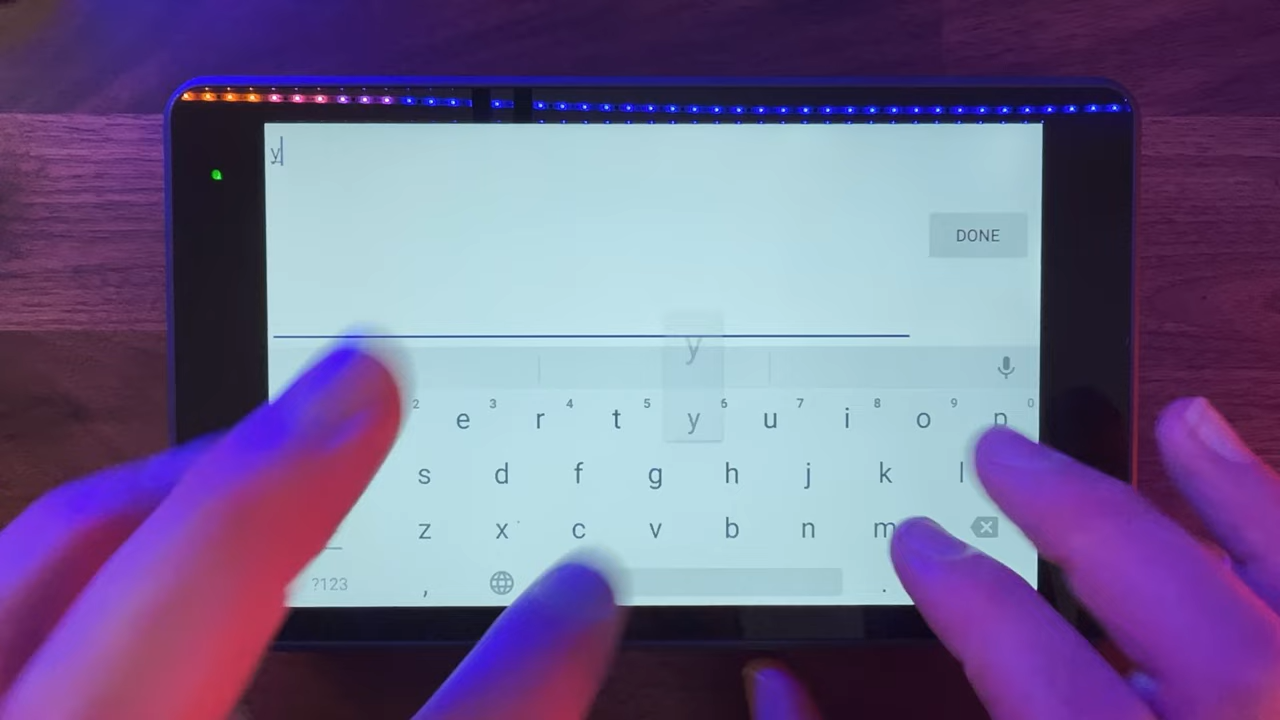 y
DONE
y
2 3 4 5 6 7 8 9 0
e r t y u i o p
s d f g h j k l
z x c v b n m
?123 , .